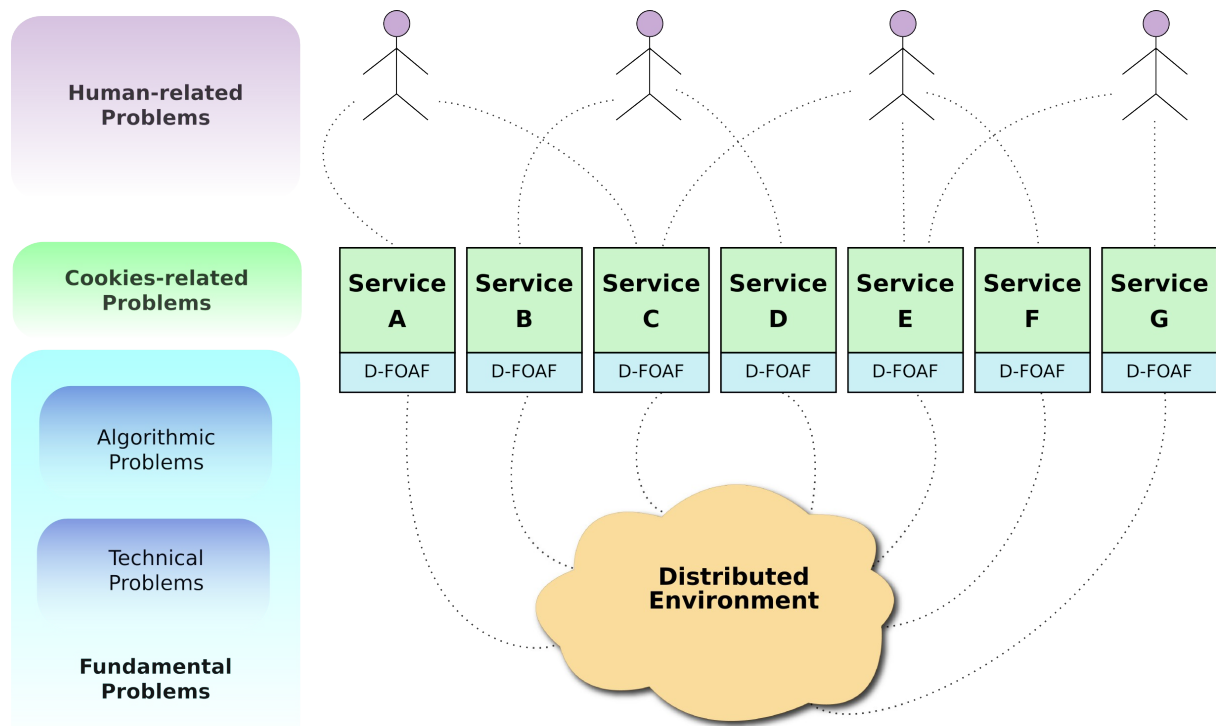 Human-related
Problems
Cookies-related
Problems
Service
A
Service
B
Service
C
Service
D
Service
E
Service
F
Service
G
D-FOAF
D-FOAF
D-FOAF
D-FOAF
D-FOAF
D-FOAF
D-FOAF
Algorithmic
Problems
Technical
Problems
Fundamental
Problems
Distributed
Environment